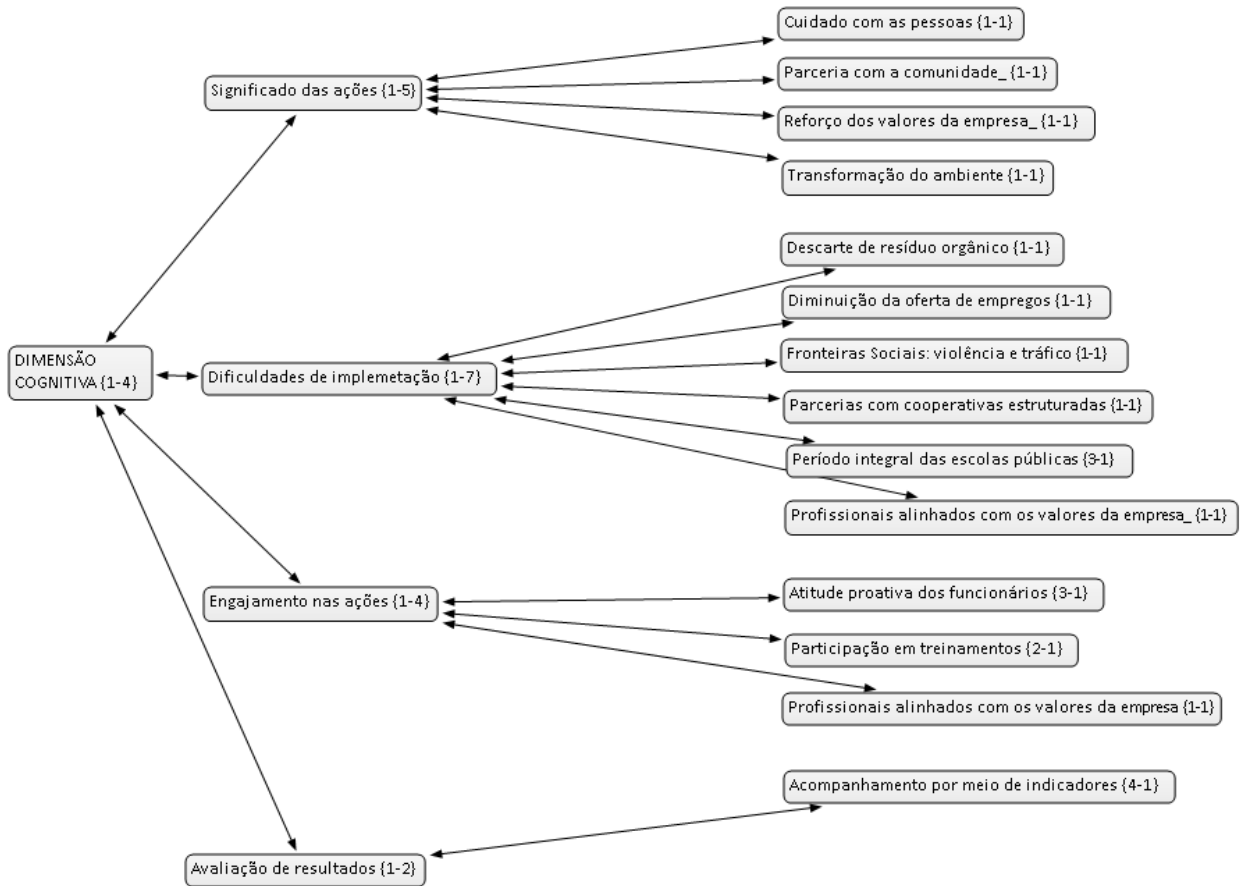 Cuidado com as pessoas {1-1}
Significado das ações {1-5}
Parceria com a comunidade_ {1-1}
Reforço dos valores da empresa_ {1-1}
Transformação do ambiente {1-1}
DIMENSÃO
COGNITIVA {1-4}
Dificuldades de implemetação {1-7}
Descarte de resíduo orgânico {1-1}
Diminuição da oferta de empregos {1-1}
Fronteiras Sociais: violência e tráfico {1-1}
Parcerias com cooperativas estruturadas {1-1}
Período integral das escolas públicas {3-1}
Profissionais alinhados com os valores da empresa_ {1-1}
Engajamento nas ações {1-4}
Atitude proativa dos funcionários {3-1}
Participação em treinamentos {2-1}
Profissionais alinhados com os valores da empresa {1-1}
Avaliação de resultados {1-2}
Acompanhamento por meio de indicadores {4-1}